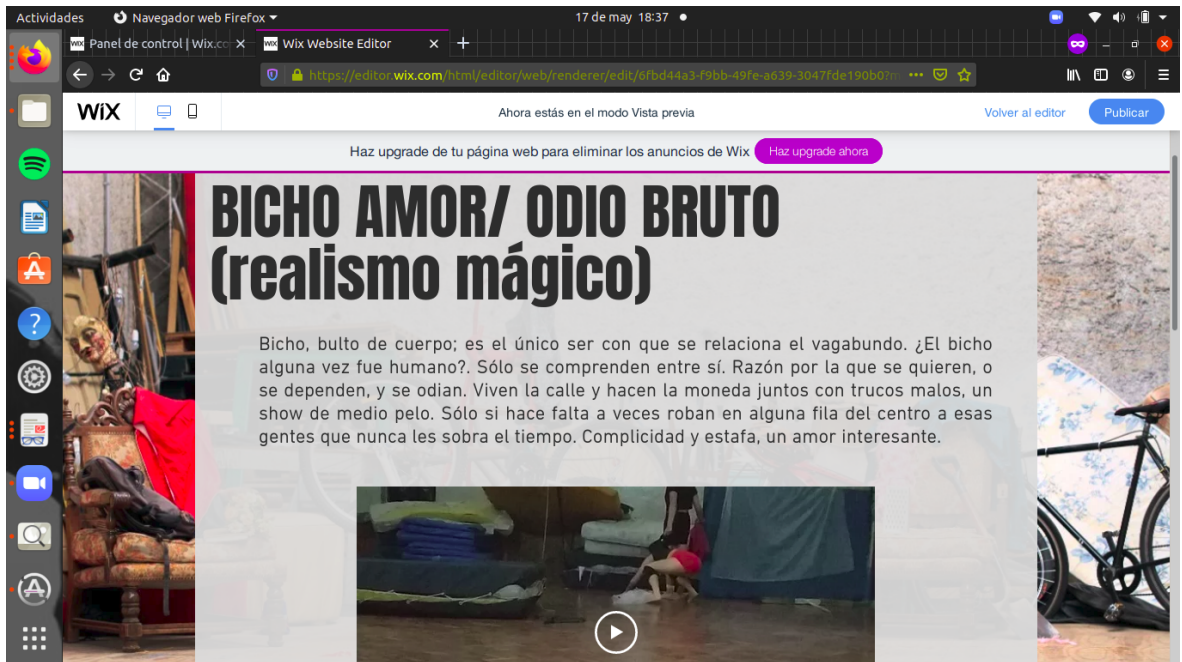 Actividades Navegador web Firefox 17 de may 18:37
Panel de control | Wix.co Wix Website Editor
https://editor.wix.com/html/editor/web/renderer/edit/6fbd44a3-f9bb-49fe-a639-3047fde190b0?m
WiX Ahora estás en el modo Vista previa Volver al editor Publicar
Haz upgrade de tu página web para eliminar los anuncios de Wix Haz upgrade ahora
BICHO AMOR/ ODIO BRUTO
(realismo mágico)
Bicho, bulto de cuerpo; es el único ser con que se relaciona el vagabundo. ¿El bicho
alguna vez fue humano?. Sólo se comprenden entre sí. Razón por la que se quieren, o
se dependen, y se odian. Viven la calle y hacen la moneda juntos con trucos malos, un
show de medio pelo. Sólo si hace falta a veces roban en alguna fila del centro a esas
gentes que nunca les sobra el tiempo. Complicidad y estafa, un amor interesante.